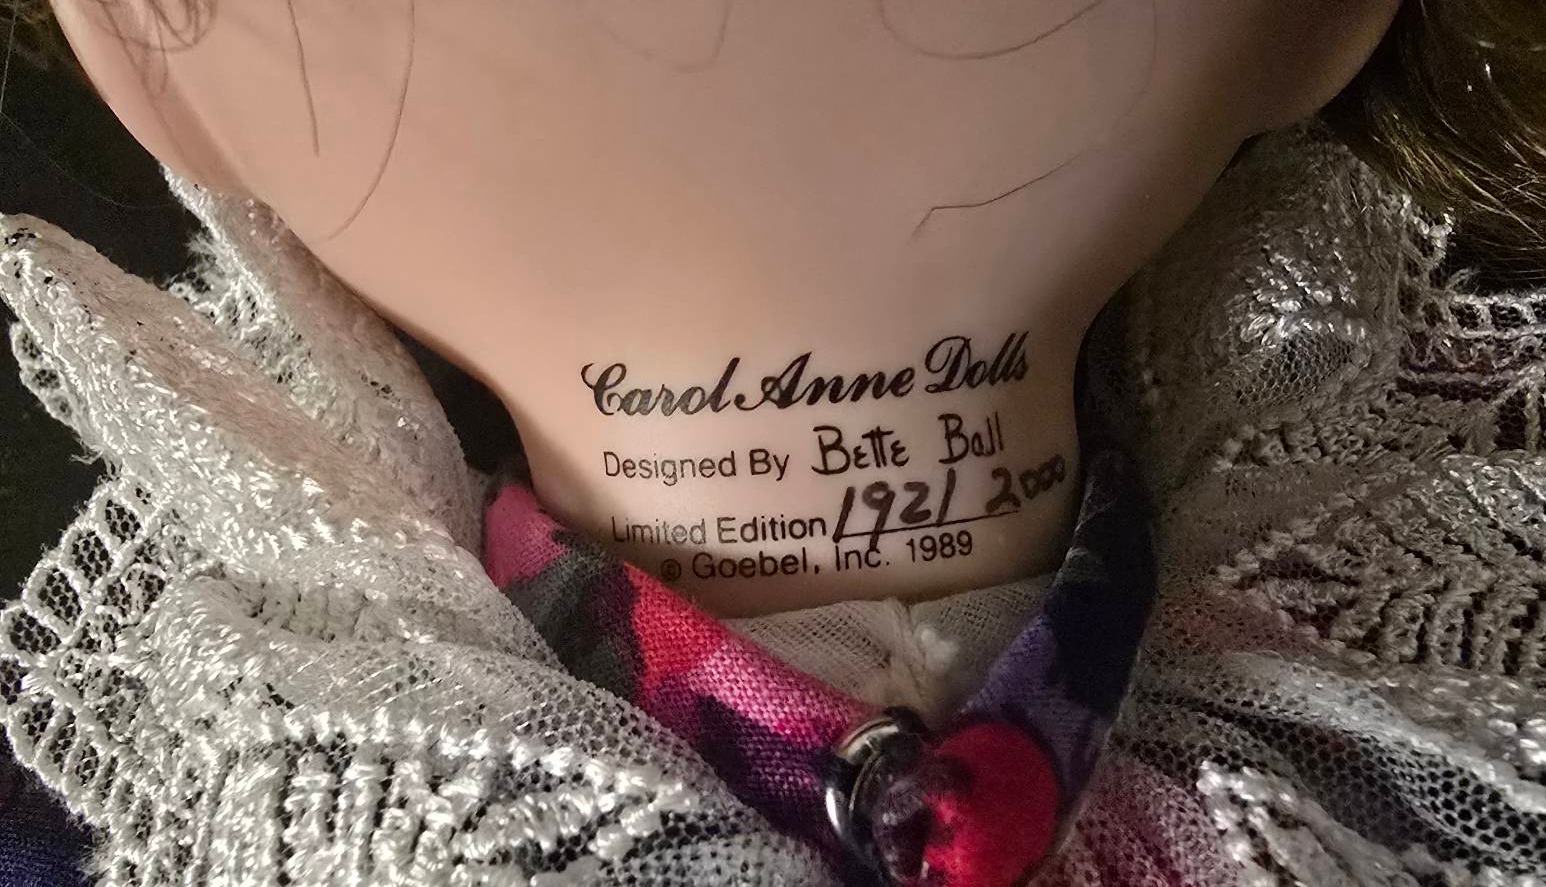 Carol Anne Dolls
Designed By Bette Ball
Limited Edition 192/2000
© Goebel, Inc. 1989